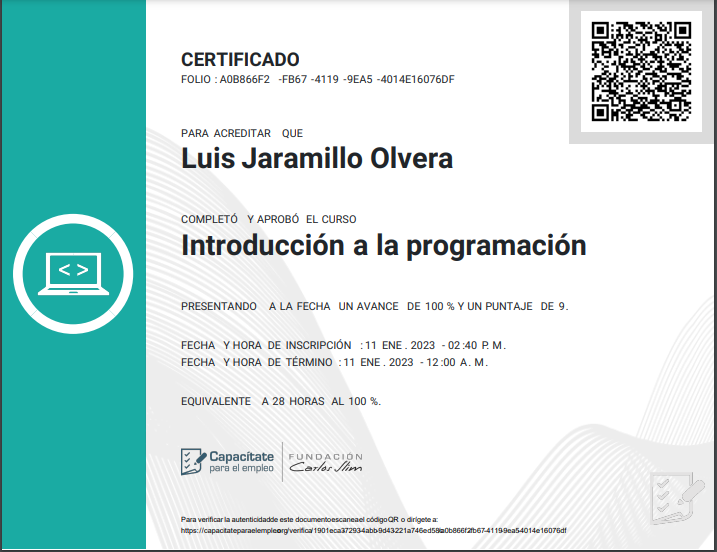 CERTIFICADO
FOLIO : A0B866F2 -FB67 -4119 -9EA5 -4014E16076DF
PARA ACREDITAR QUE
Luis Jaramillo Olvera
COMPLETÓ Y APROBÓ EL CURSO
Introducción a la programación
PRESENTANDO A LA FECHA UN AVANCE DE 100 % Y UN PUNTAJE DE 9.
FECHA Y HORA DE INSCRIPCIÓN : 11 ENE . 2023 - 02:40 P. M.
FECHA Y HORA DE TÉRMINO : 11 ENE . 2023 - 12:00 A. M.
EQUIVALENTE A 28 HORAS AL 100 %.
Capacítate
para el empleo
FUNDACIÓN
Carlos Slim
Para verificar la autenticidad de este documento escanea el código QR o dirígete a:
https://capacitateparaelempleo.org/verifica/